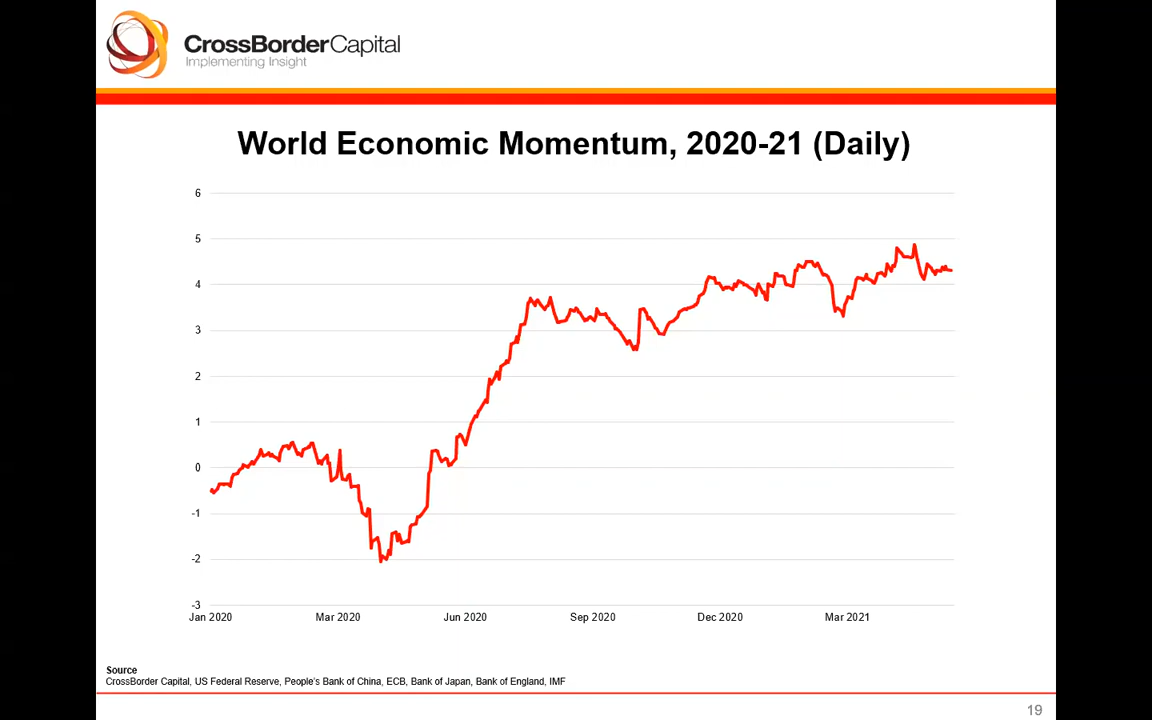 CrossBorderCapital
Implementing Insight
World Economic Momentum, 2020-21 (Daily)
6
5
4
3
2
1
0
-1
-2
-3
Jan 2020 Mar 2020 Jun 2020 Sep 2020 Dec 2020 Mar 2021
Source
CrossBorder Capital, US Federal Reserve, People's Bank of China, ECB, Bank of Japan, Bank of England, IMF
19